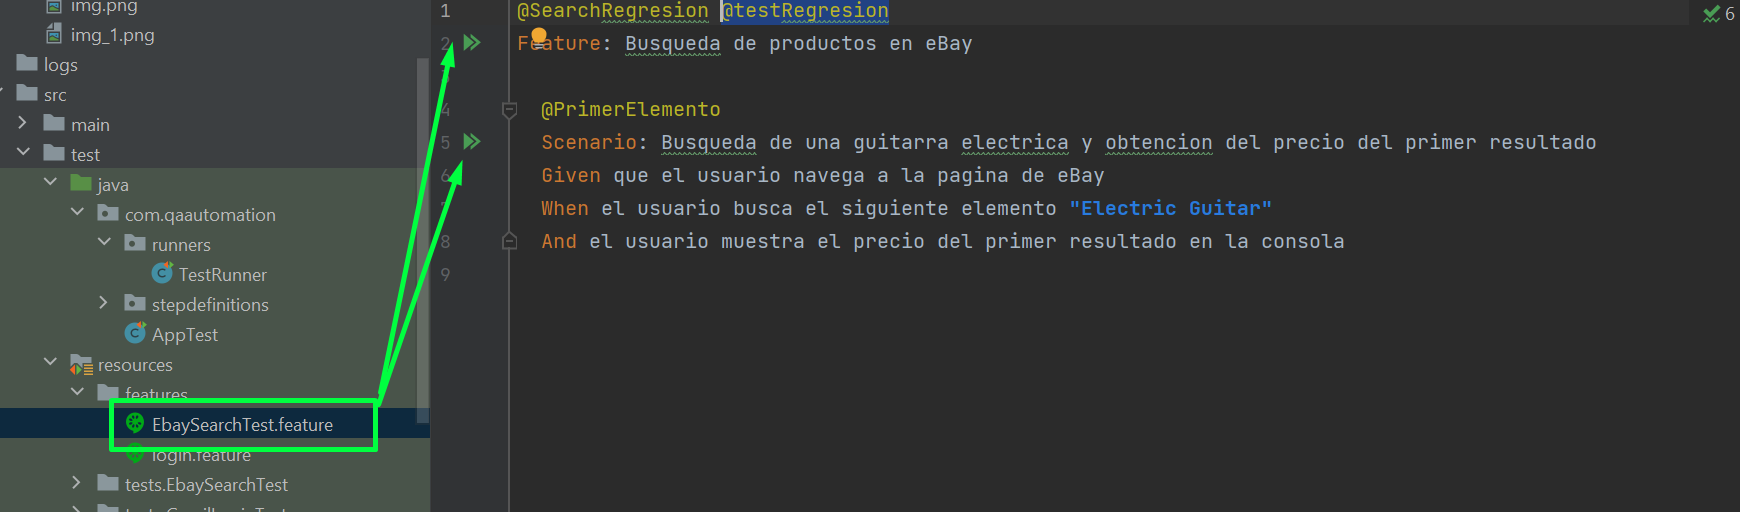 img.png
img_1.png
logs
src
main
test
java
com.qaautomation
runners
TestRunner
stepdefinitions
AppTest
resources
features
EbaySearchTest.feature
login.feature
tests.EbaySearchTest
1 @SearchRegresion @testRegresion
6
2 Feature: Busqueda de productos en eBay
4 @PrimerElemento
5 Scenario: Busqueda de una guitarra electrica y obtencion del precio del primer resultado
6 Given que el usuario navega a la pagina de eBay
When el usuario busca el siguiente elemento "Electric Guitar"
8 And el usuario muestra el precio del primer resultado en la consola
9